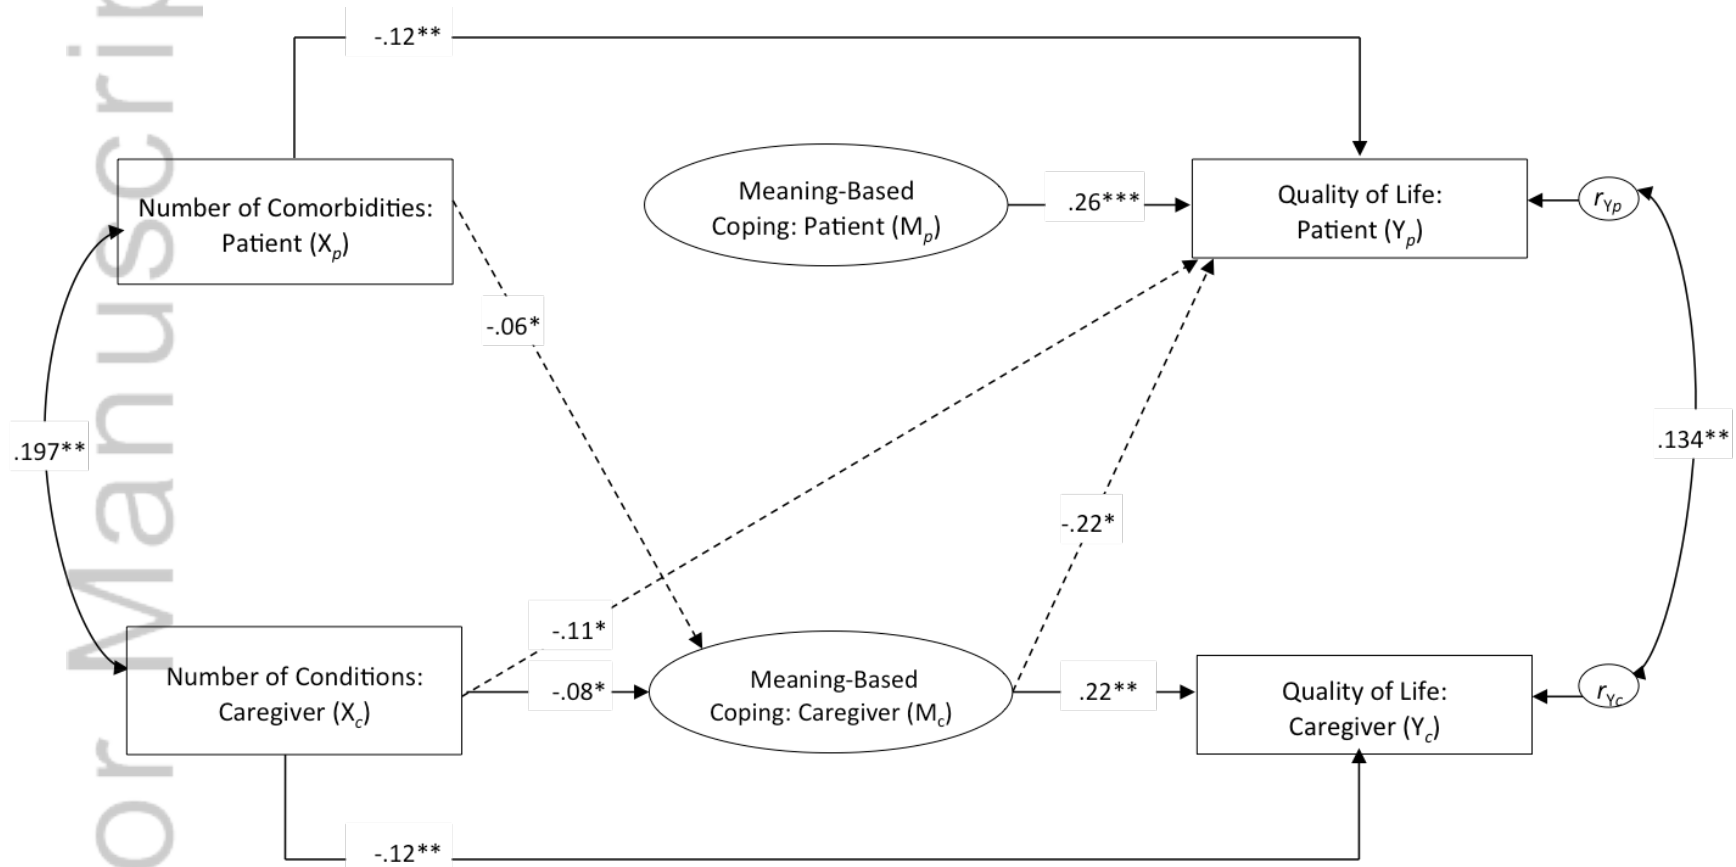 -.12**
Number of Comorbidities:
Patient (Xp)
Meaning-Based
Coping: Patient (Mp)
.26***
Quality of Life:
Patient (Yp)
rYp
-.06*
.197**
.134**
-.22*
-.11*
Number of Conditions:
Caregiver (Xc)
-.08*
Meaning-Based
Coping: Caregiver (Mc)
.22**
Quality of Life:
Caregiver (Yc)
rYc
-.12**
or Manuscrip